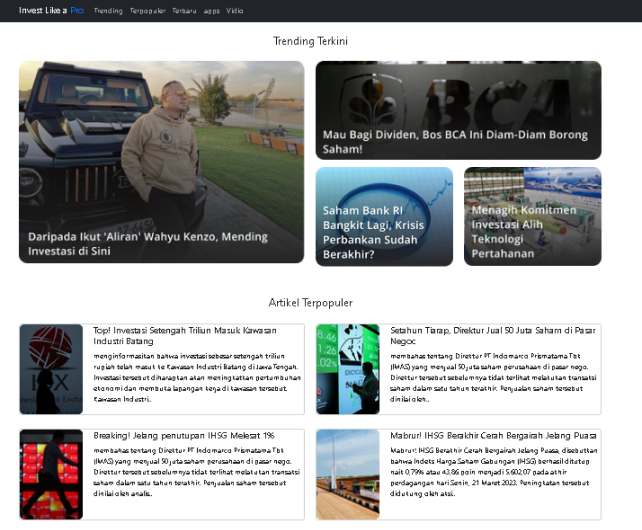 Invest Like a Pro Trending Terpopuler Terbaru apps Vidio
Trending Terkini
BCA
Mau Bagi Dividen, Bos BCA Ini Diam-Diam Borong
Saham!
Daripada Ikut 'Aliran' Wahyu Kenzo, Mending
Investasi di Sini
Saham Bank RI
Bangkit Lagi, Krisis
Perbankan Sudah
Berakhir?
Menagih Komitmen
Investasi Alih
Teknologi
Pertahanan
Artikel Terpopuler
Top! Investasi Setengah Triliun Masuk Kawasan
Industri Batang
menginformasikan bahwa investasi sebesar setengah triliun
rupiah telah masuk ke Kawasan Industri Batang di Jawa Tengah.
Investasi tersebut diharapkan akan meningkatkan pertumbuhan
ekonomi dan membuka lapangan kerja di kawasan tersebut.
Kawasan Industri..
Setahun Tiarap, Direktur Jual 50 Juta Saham di Pasar
Negoc
membahas tentang Direktur PT Indomarco Prismatama Tbk
(IMAS) yang menjual 50 juta saham perusahaan di pasar nego.
Direktur tersebut sebelumnya tidak terlihat melakukan transaksi
saham dalam satu tahun terakhir. Penjualan saham tersebut
dinilai oleh..
Breaking! Jelang penutupan IHSG Melesat 1%
membahas tentang Direktur PT Indomarco Prismatama Tbk
(IMAS) yang menjual 50 juta saham perusahaan di pasar nego.
Direktur tersebut sebelumnya tidak terlihat melakukan transaksi
saham dalam satu tahun terakhir. Penjualan saham tersebut
dinilai oleh analis..
Mabrur! IHSG Berakhir Cerah Bergairah Jelang Puasa
Mabrur! IHSG Berakhir Cerah Bergairah Jelang Puasa, disebutkan
bahwa Indeks Harga Saham Gabungan (IHSG) berhasil ditutup
naik 0,79% atau 43,86 poin menjadi 5.602,07 pada akhir
perdagangan hari Senin, 21 Maret 2023. Peningkatan tersebut
didukung oleh aksi..